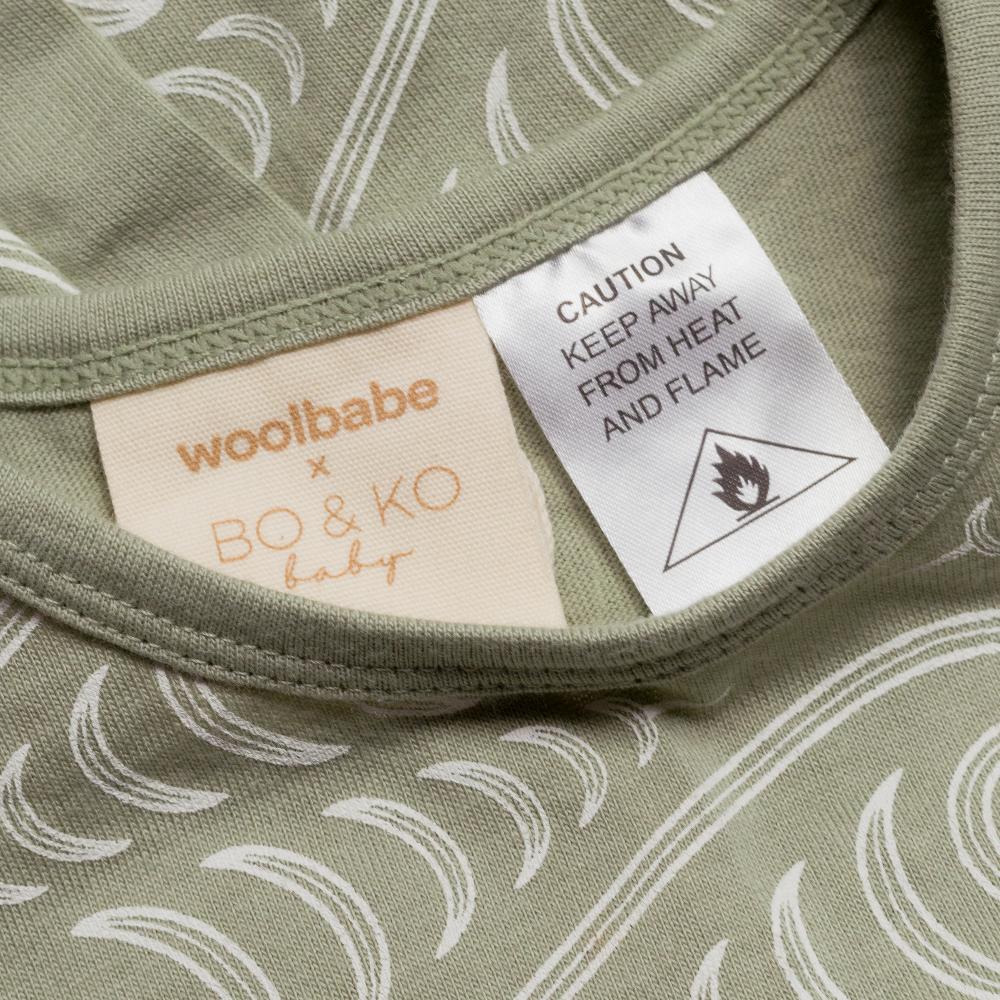 woolbabe
x
BO & KO
baby
CAUTION
KEEP AWAY
FROM HEAT
AND FLAME